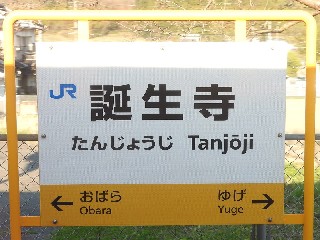 JR 誕生寺
たんじょうじ Tanjōji
← おばら ゆげ →
Obara Yuge